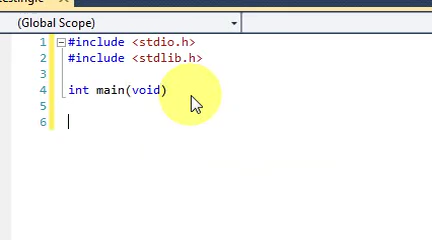 (Global Scope)
1 #include <stdio.h>
2 #include <stdlib.h>
3
4 int main(void)
5
6